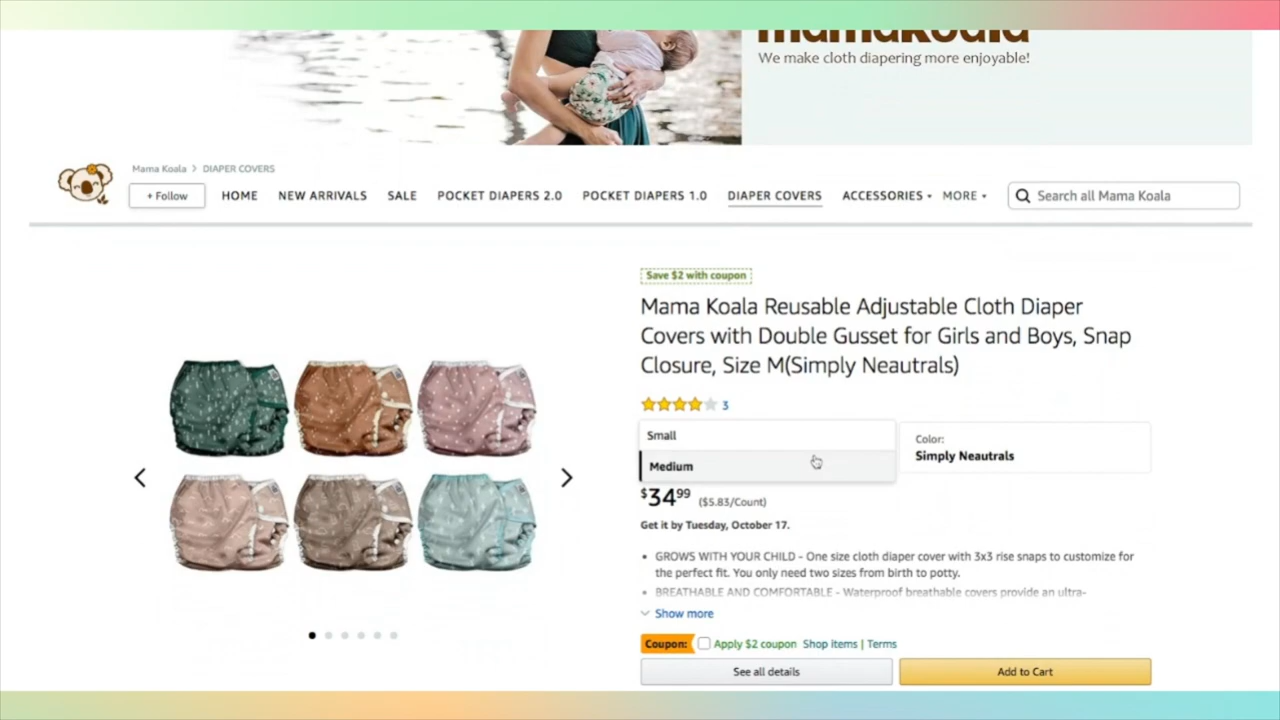 mamakoala
We make cloth diapering more enjoyable!
Mama Koala > DIAPER COVERS
+ Follow
HOME NEW ARRIVALS SALE POCKET DIAPERS 2.0 POCKET DIAPERS 1.0 DIAPER COVERS ACCESSORIES MORE
Search all Mama Koala
Save $2 with coupon
Mama Koala Reusable Adjustable Cloth Diaper
Covers with Double Gusset for Girls and Boys, Snap
Closure, Size M(Simply Neautrals)
3
Small
Medium
Color:
Simply Neautrals
$34.99 ($5.83/Count)
Get it by Tuesday, October 17.
• GROWS WITH YOUR CHILD - One size cloth diaper cover with 3x3 rise snaps to customize for
the perfect fit. You only need two sizes from birth to potty.
• BREATHABLE AND COMFORTABLE - Waterproof breathable covers provide an ultra-
Show more
Coupon: Apply $2 coupon Shop items | Terms
See all details
Add to Cart